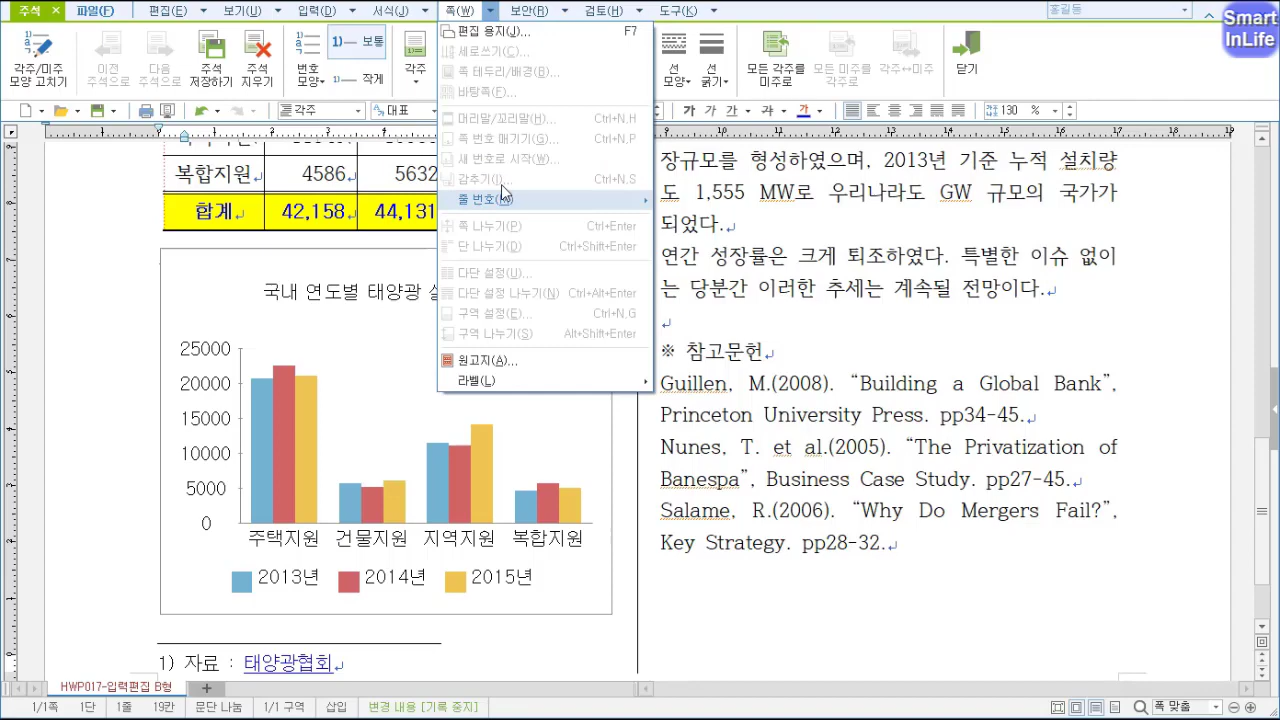 주석 × 파일(F) 편집(E) 보기(U) 입력(D) 서식(J) 쪽(W) 보안(R) 검토(H) 도구(K) 홍길동
Smart
InLife
각주/미주
모양 고치기
이전
주석으로
다음
주석으로
주석
저장하기
주석
지우기
번호
모양
보통
작게
각주
선
모양
선
굵기
모든 각주를
미주로
모든 미주를
각주로
각주↔미주
닫기
각주 대표 가 가 가 가 가 130 %
편집 용지(J)... F7
세로쓰기(C)...
쪽 테두리/배경(B)...
바탕쪽(F)...
머리말/꼬리말(H)... Ctrl+N,H
쪽 번호 매기기(G)... Ctrl+N,P
새 번호로 시작(W)...
감추기(I)... Ctrl+N,S
줄 번호
쪽 나누기(P) Ctrl+Enter
단 나누기(D) Ctrl+Shift+Enter
다단 설정(U)...
다단 설정 나누기(N) Ctrl+Alt+Enter
구역 설정(E)... Ctrl+N,G
구역 나누기(S) Alt+Shift+Enter
원고지(A)...
라벨(L)
1 1 2 3 4 5 9 10 11 12 13 14 15 16 17 18 19
복합지원 4586 5632
합계 42,158 44,131
국내 연도별 태양광
25000
20000
15000
10000
5000
0
주택지원 건물지원 지역지원 복합지원
2013년 2014년 2015년
1) 자료 : 태양광협회
장규모를 형성하였으며, 2013년 기준 누적 설치량
도 1,555 MW로 우리나라도 GW 규모의 국가가
되었다.
연간 성장률은 크게 퇴조하였다. 특별한 이슈 없이
는 당분간 이러한 추세는 계속될 전망이다.
※ 참고문헌
Guillen, M.(2008). “Building a Global Bank”,
Princeton University Press. pp34-45.
Nunes, T. et al.(2005). “The Privatization of
Banespa”, Business Case Study. pp27-45.
Salame, R.(2006). “Why Do Mergers Fail?”,
Key Strategy. pp28-32.
HWP017-입력편집 B형
1/1쪽 1단 1줄 19칸 문단 나눔 1/1 구역 삽입 변경 내용 [기록 중지] 쪽 맞춤